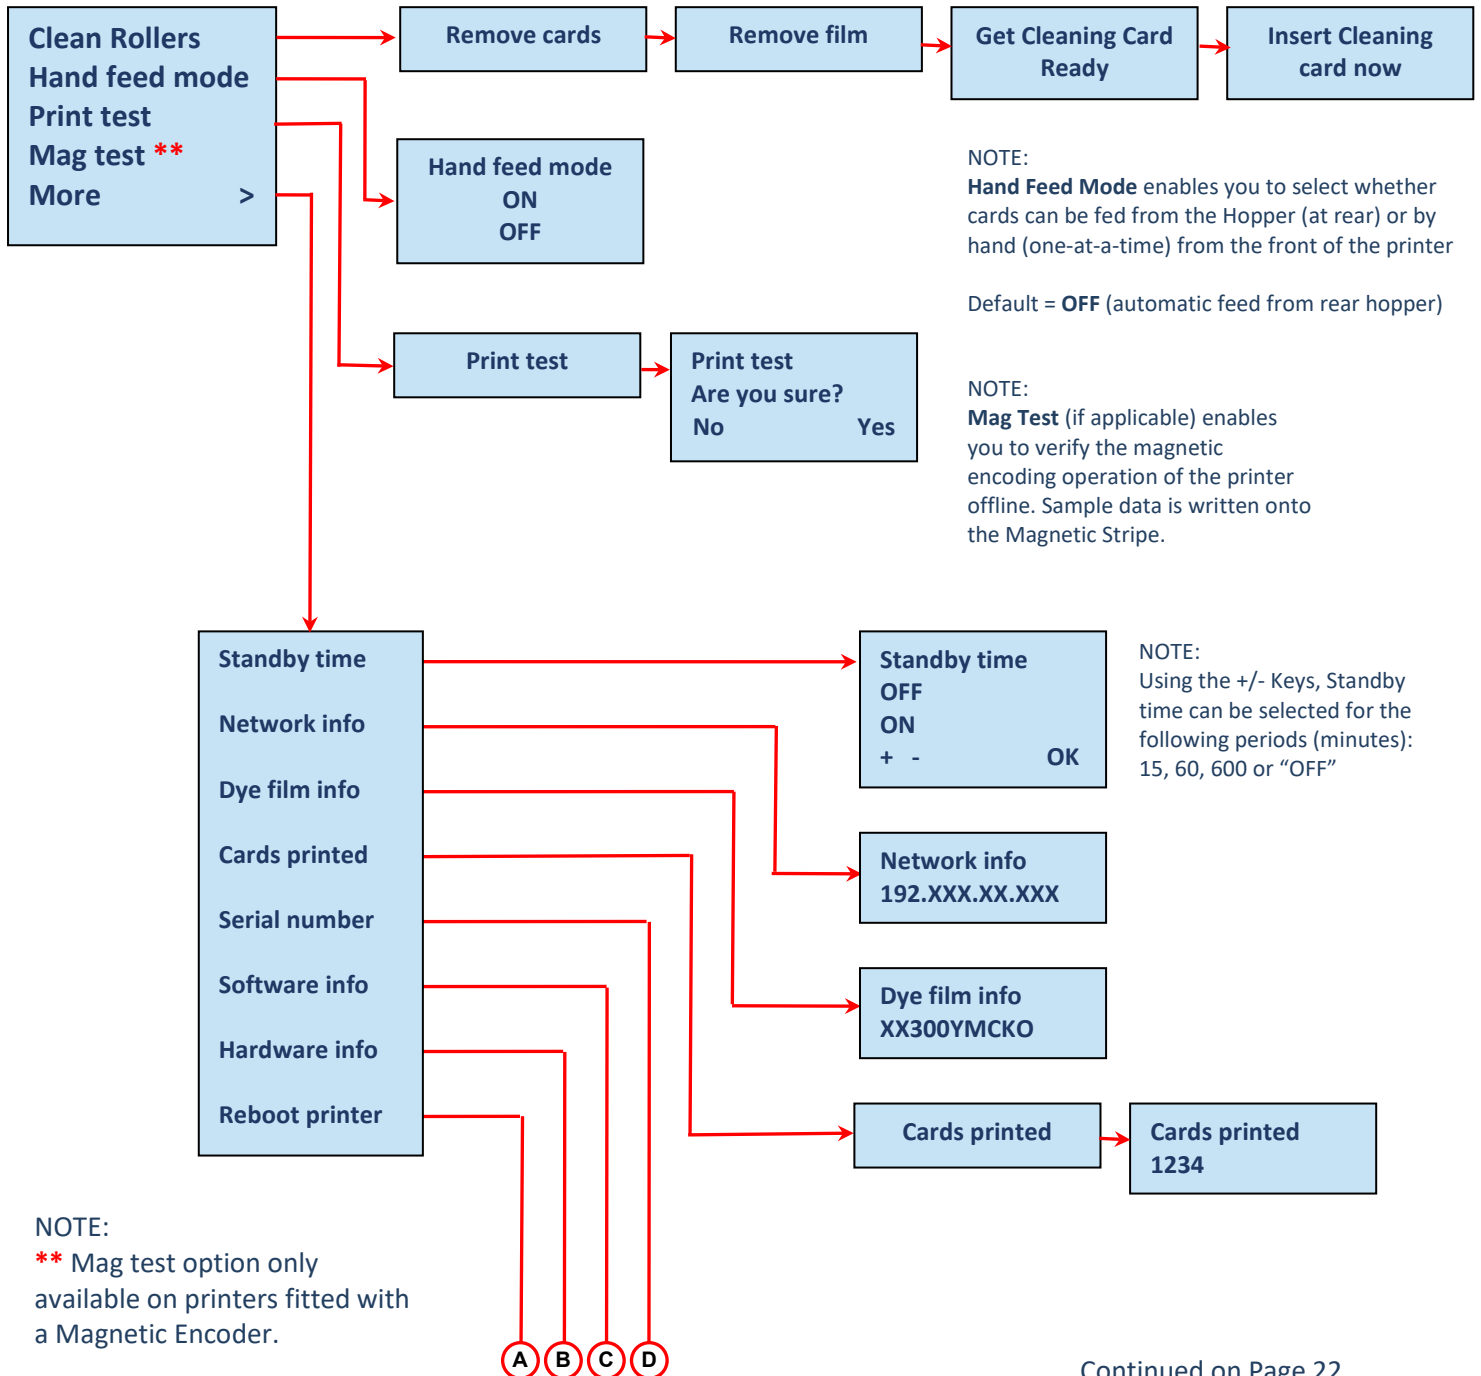 Clean Rollers
Hand feed mode
Print test
Mag test **
More >
Remove cards
Remove film
Get Cleaning Card
Ready
Insert Cleaning
card now
Hand feed mode
ON
OFF
NOTE:
Hand Feed Mode enables you to select whether
cards can be fed from the Hopper (at rear) or by
hand (one-at-a-time) from the front of the printer
Default = OFF (automatic feed from rear hopper)
Print test
Print test
Are you sure?
No Yes
NOTE:
Mag Test (if applicable) enables
you to verify the magnetic
encoding operation of the printer
offline. Sample data is written onto
the Magnetic Stripe.
Standby time
Network info
Dye film info
Cards printed
Serial number
Software info
Hardware info
Reboot printer
Standby time
OFF
ON
+ - OK
NOTE:
Using the +/- Keys, Standby
time can be selected for the
following periods (minutes):
15, 60, 600 or “OFF”
Network info
192.XXX.XX.XXX
Dye film info
XX300YMCKO
Cards printed
Cards printed
1234
NOTE:
** Mag test option only
available on printers fitted with
a Magnetic Encoder.
A B C D
Continued on Page 22